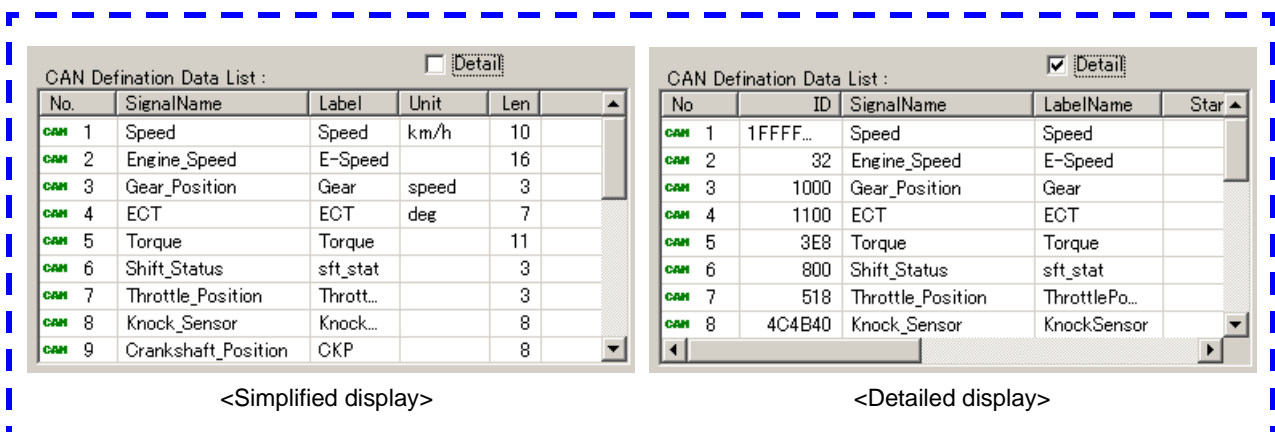 CAN Defination Data List : Detail
No. SignalName Label Unit Len
CAN 1 Speed Speed km/h 10
CAN 2 Engine_Speed E-Speed 16
CAN 3 Gear_Position Gear speed 3
CAN 4 ECT ECT deg 7
CAN 5 Torque Torque 11
CAN 6 Shift_Status sft_stat 3
CAN 7 Throttle_Position Thrott... 3
CAN 8 Knock_Sensor Knock... 8
CAN 9 Crankshaft_Position CKP 8
<Simplified display>
CAN Defination Data List : Detail
No ID SignalName LabelName Star
CAN 1 1FFFF... Speed Speed
CAN 2 32 Engine_Speed E-Speed
CAN 3 1000 Gear_Position Gear
CAN 4 1100 ECT ECT
CAN 5 3E8 Torque Torque
CAN 6 800 Shift_Status sft_stat
CAN 7 518 Throttle_Position ThrottlePo...
CAN 8 4C4B40 Knock_Sensor KnockSensor
<Detailed display>